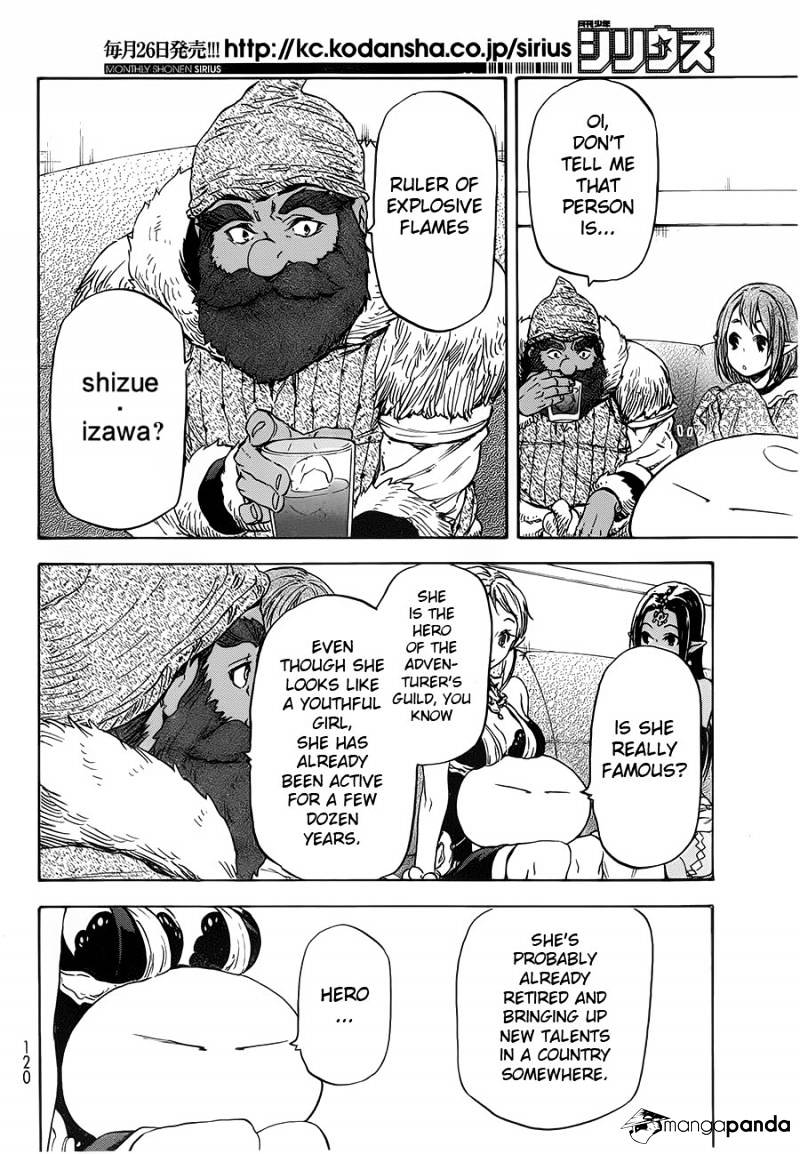 毎月26日発売!!! http://kc.kodansha.co.jp/sirius
MONTHLY SHONEN SIRIUS
月刊少年
シリウス
OI,
DON'T
TELL ME
THAT
PERSON
IS...
RULER OF
EXPLOSIVE
FLAMES
shizue
・
izawa?
IS SHE
REALLY
FAMOUS?
SHE
IS THE
HERO
OF THE
ADVEN-
TURER'S
GUILD, YOU
KNOW
EVEN
THOUGH SHE
LOOKS LIKE
A YOUTHFUL
GIRL,
SHE HAS
ALREADY
BEEN ACTIVE
FOR A FEW
DOZEN
YEARS.
SHE'S
PROBABLY
ALREADY
RETIRED AND
BRINGING UP
NEW TALENTS
IN A COUNTRY
SOMEWHERE.
HERO
...
120
mangapanda